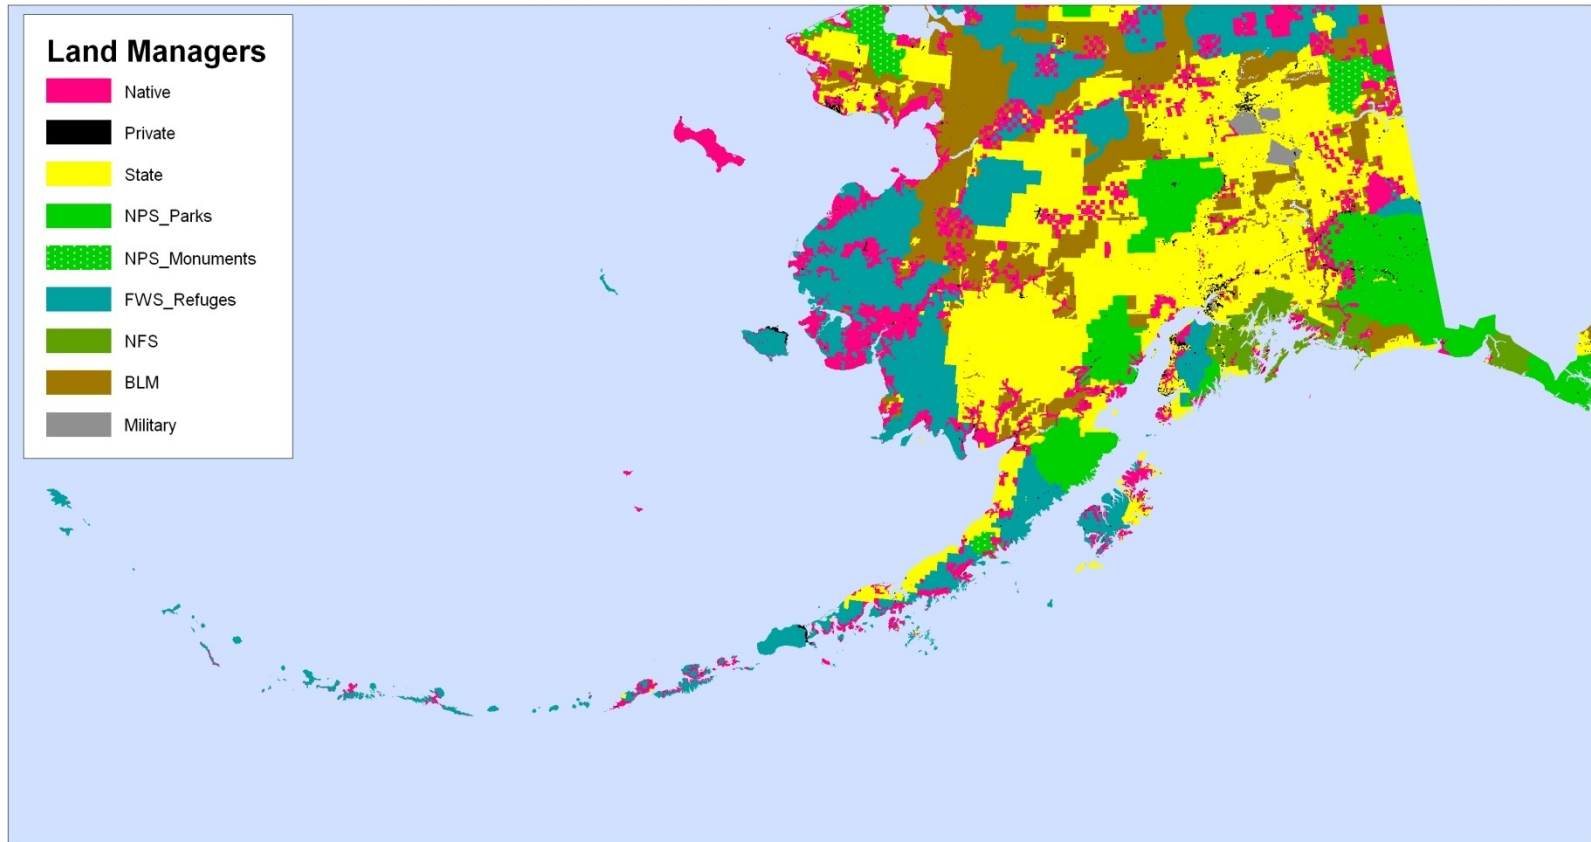 Land Managers
Native
Private
State
NPS_Parks
NPS_Monuments
FWS_Refuges
NFS
BLM
Military